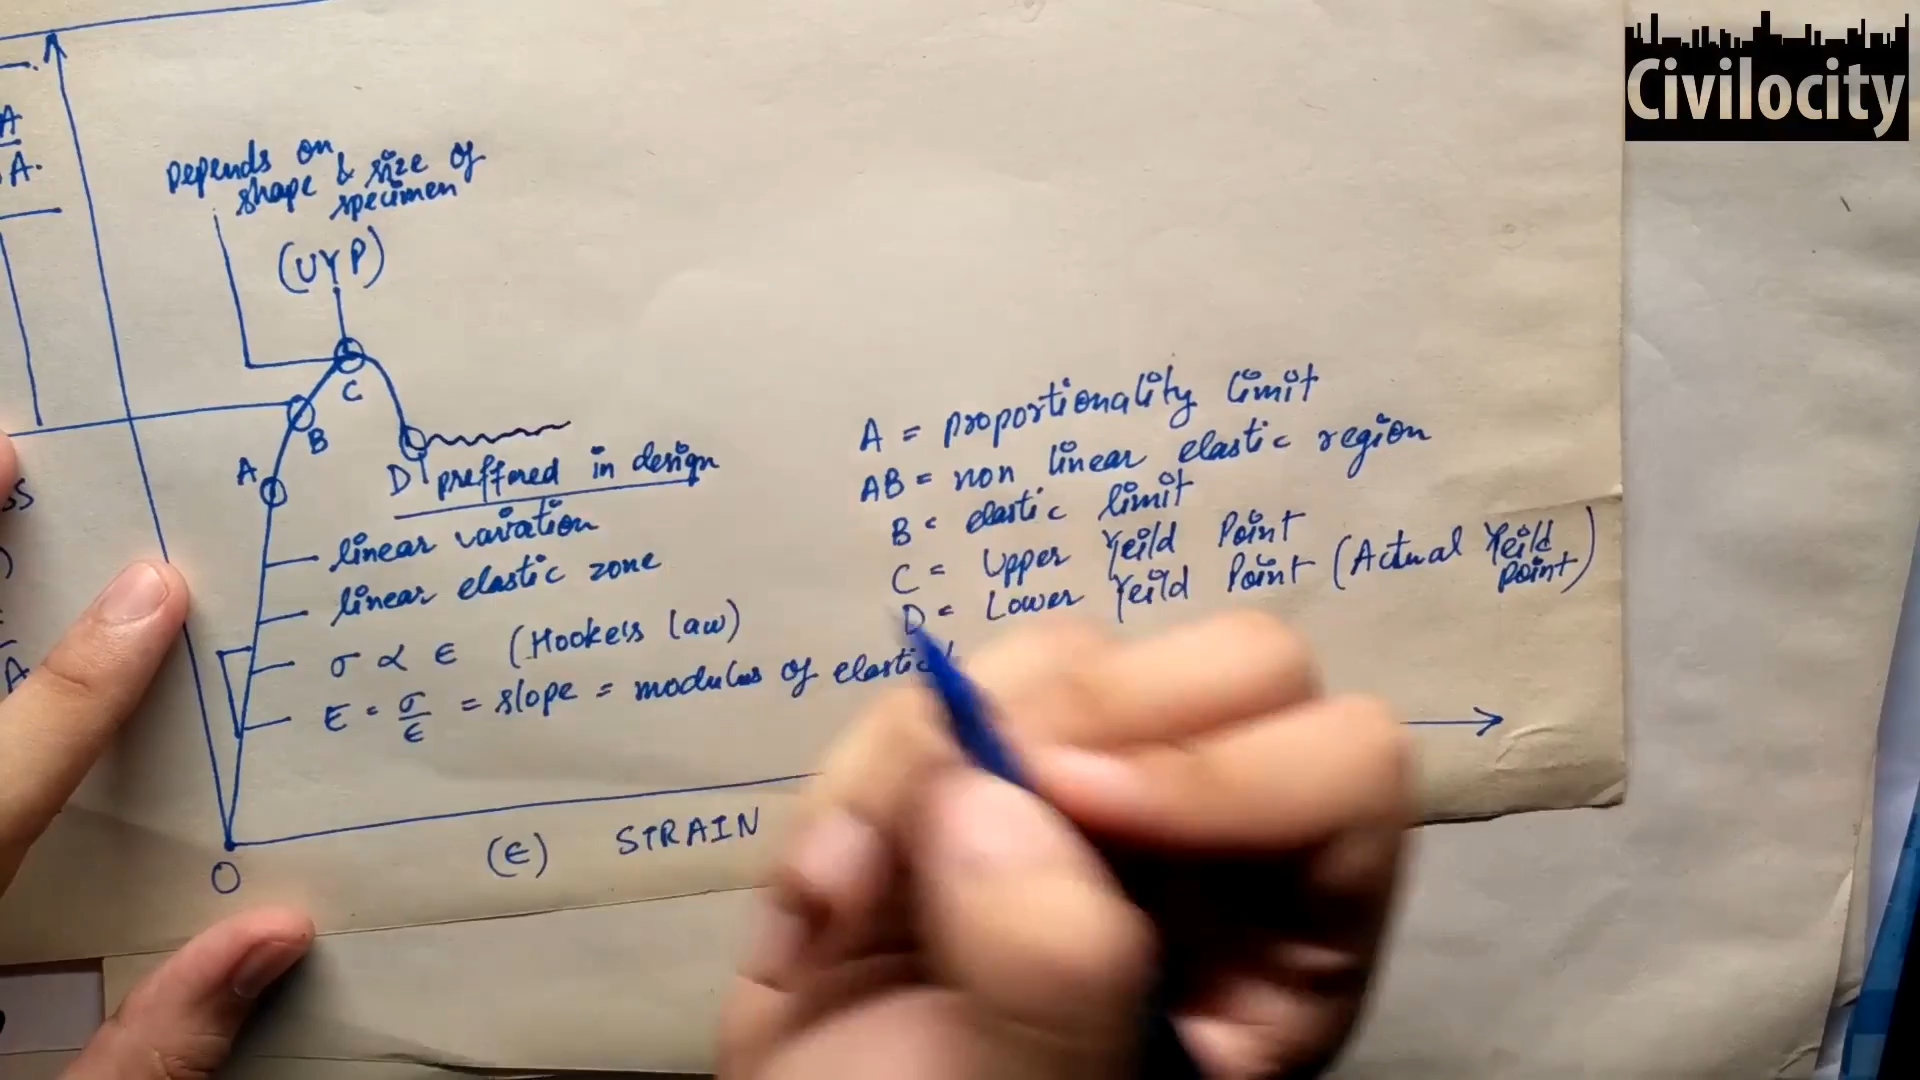 Civilocity
A
A.
Depends on
shape & size of
specimen
(UYP)
C
B
A
D preffered in design
linear variation
linear elastic zone
σ ∝ ε (Hooke's law)
E = σ/ε = slope = modulus of
O
(ε) STRAIN
A = proportionality limit
AB = non linear elastic region
B = elastic limit
C = Upper Yeild Point
D = Lower Yeild Point (Actual Yeild
point)